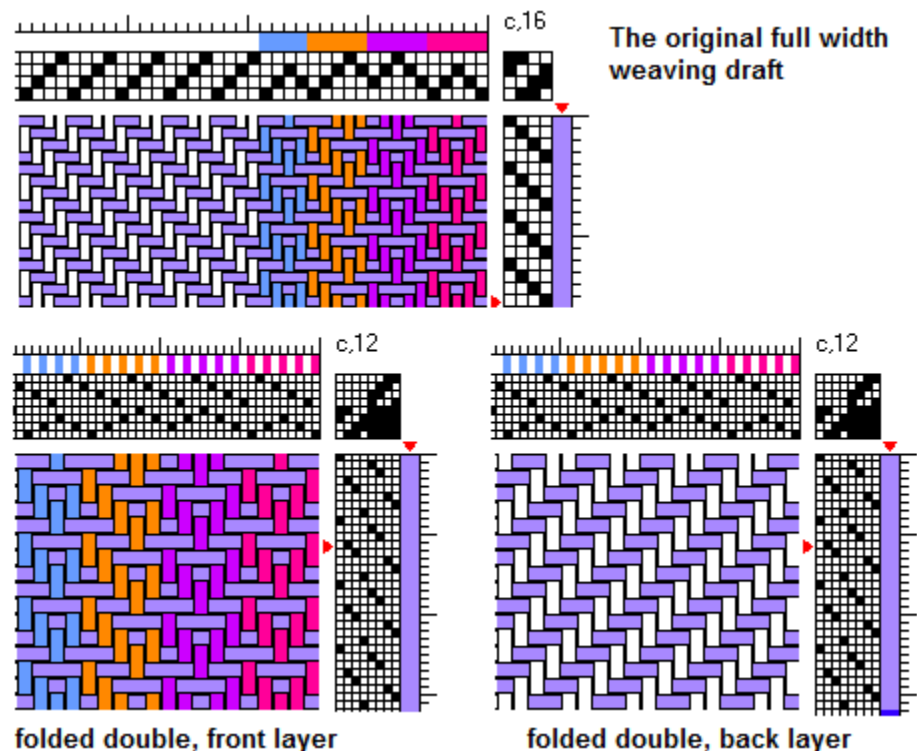 c,16
The original full width
weaving draft
c,12
c,12
folded double, front layer
folded double, back layer